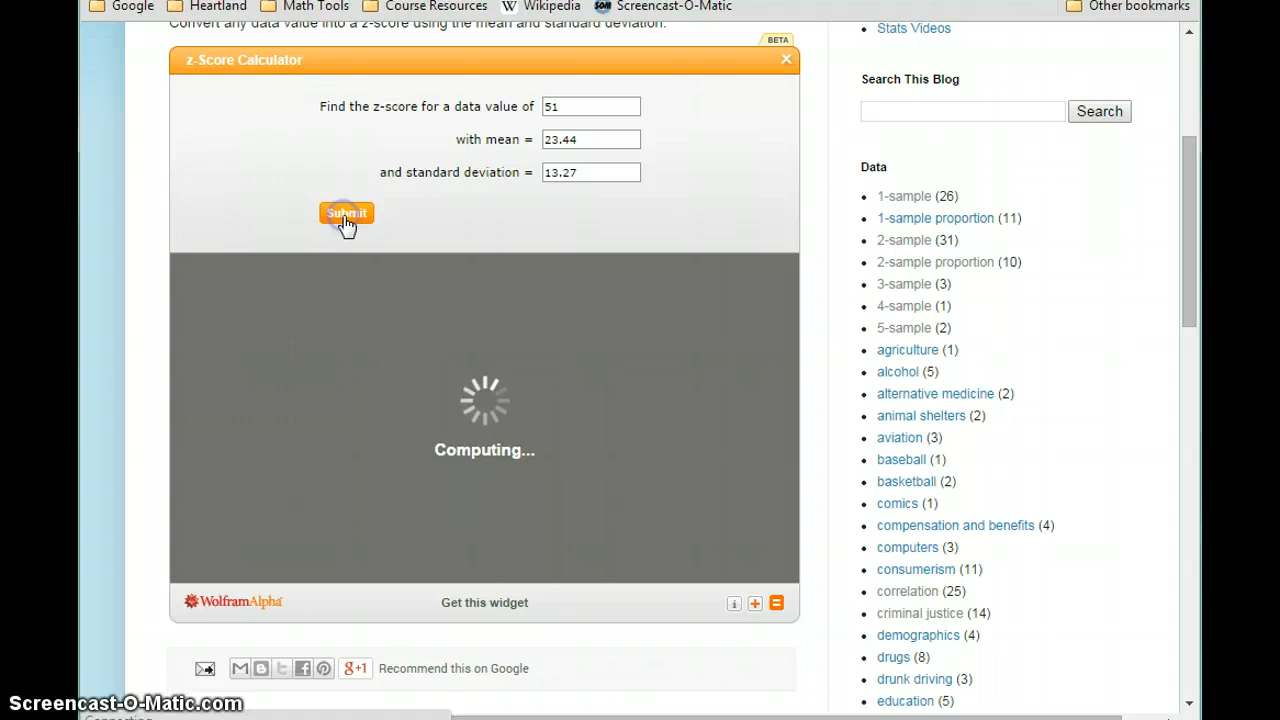 Google Heartland Math Tools Course Resources Wikipedia Screencast-O-Matic Other bookmarks
Convert any data value into a z-score using the mean and standard deviation.
BETA
z-Score Calculator
Find the z-score for a data value of 51
with mean = 23.44
and standard deviation = 13.27
Submit
Computing...
WolframAlpha Get this widget
Recommend this on Google
g+1
Stats Videos
Search This Blog
Search
Data
1-sample (26)
1-sample proportion (11)
2-sample (31)
2-sample proportion (10)
3-sample (3)
4-sample (1)
5-sample (2)
agriculture (1)
alcohol (5)
alternative medicine (2)
animal shelters (2)
aviation (3)
baseball (1)
basketball (2)
comics (1)
compensation and benefits (4)
computers (3)
consumerism (11)
correlation (25)
criminal justice (14)
demographics (4)
drugs (8)
drunk driving (3)
education (5)
Screencast-O-Matic.com